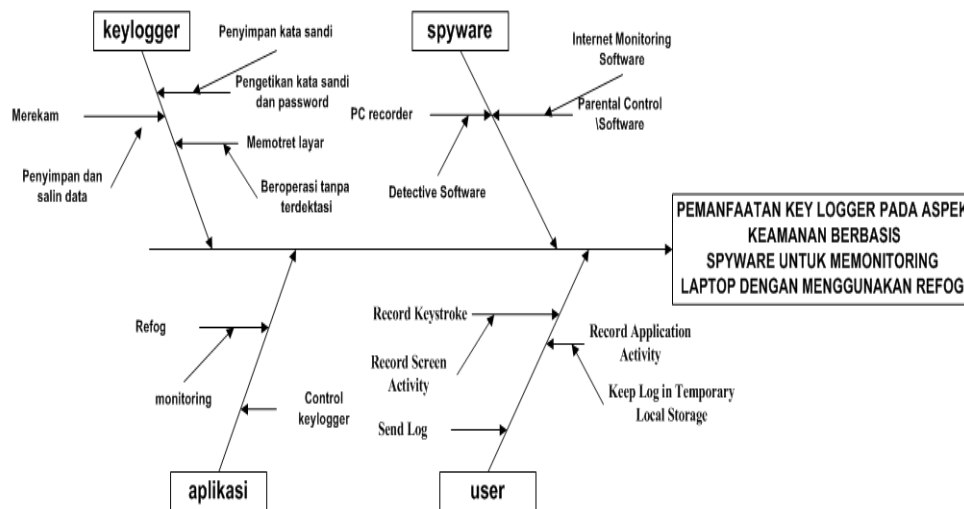 keylogger
Penyimpan kata sandi
Pengetikan kata sandi
dan password
Merekam
Memotret layar
Penyimpan dan
salin data
Beroperasi tanpa
terdektasi
spyware
Internet Monitoring
Software
PC recorder
Parental Control
\Software
Detective Software
PEMANFAATAN KEY LOGGER PADA ASPEK
KEAMANAN BERBASIS
SPYWARE UNTUK MEMONITORING
LAPTOP DENGAN MENGGUNAKAN REFOG
Refog
monitoring
Control
keylogger
aplikasi
Record Keystroke
Record Screen
Activity
Record Application
Activity
Keep Log in Temporary
Local Storage
Send Log
user